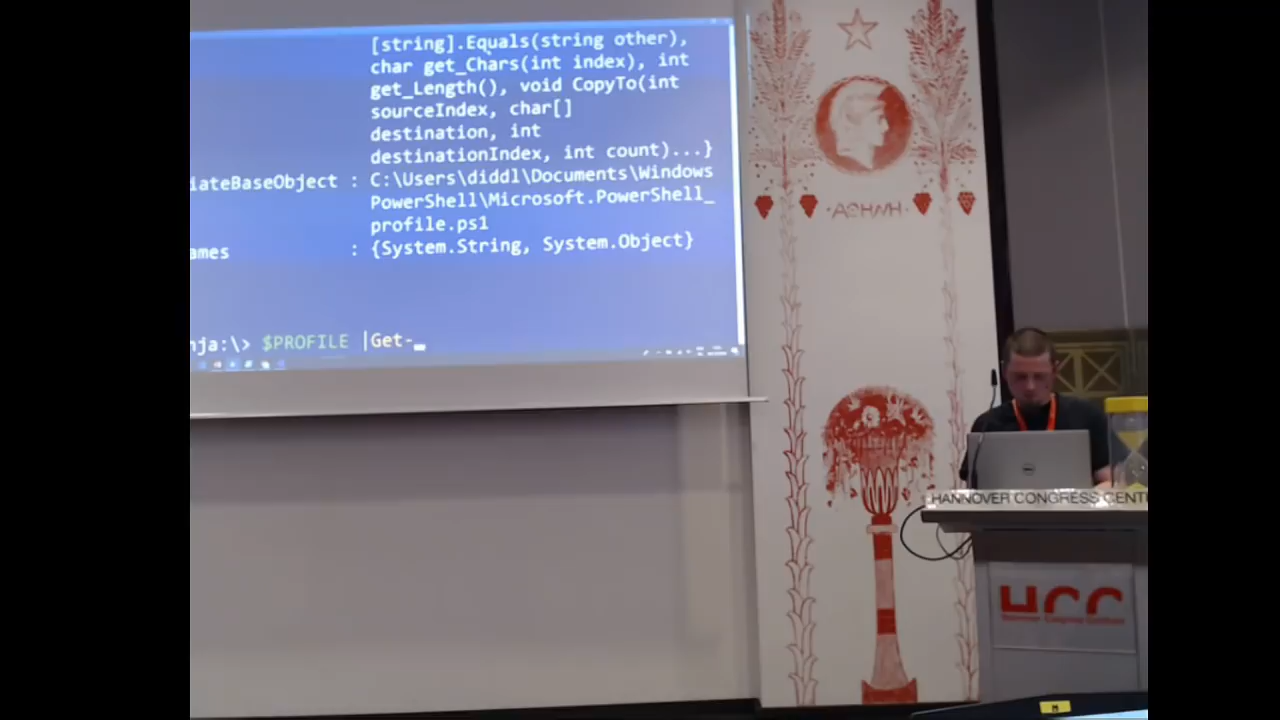 [string].Equals(string other),
char get_Chars(int index), int
get_Length(), void CopyTo(int
sourceIndex, char[]
destination, int
destinationIndex, int count)...}
iateBaseObject : C:\Users\diddl\Documents\Windows
PowerShell\Microsoft.PowerShell_
profile.ps1
ames : {System.String, System.Object}
nja:\> $PROFILE |Get-_
HANNOVER CONGRESS CENT
HCC